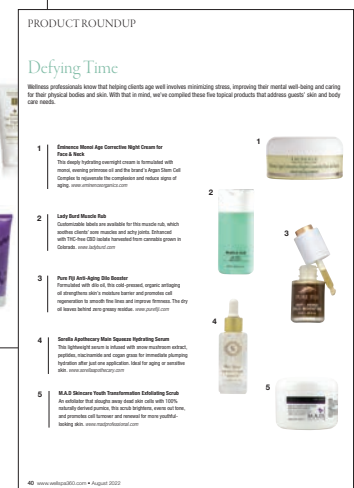 PRODUCT ROUNDUP
Defying Time
Wellness professionals know that helping clients age well involves minimizing stress, improving their mental well-being and caring
for their physical bodies and skin. With that in mind, we've compiled these five topical products that address guests' skin and body
care needs.
1
Éminence Monoi Age Corrective Night Cream for
Face & Neck
This deeply hydrating overnight cream is formulated with
monoi, evening primrose oil and the brand's Argan Stem Cell
Complex to rejuvenate the complexion and reduce signs of
aging. www.eminenceorganics.com
2
Lady Burd Muscle Rub
Customizable labels are available for this muscle rub, which
soothes clients' sore muscles and achy joints. Enhanced
with THC-free CBD isolate harvested from cannabis grown in
Colorado. www.ladyburd.com
3
Pure Fiji Anti-Aging Dilo Booster
Formulated with dilo oil, this cold-pressed, organic antiaging
oil strengthens skin's moisture barrier and promotes cell
regeneration to smooth fine lines and improve firmness. The dry
oil leaves behind zero greasy residue. www.purefiji.com
4
Sorella Apothecary Main Squeeze Hydrating Serum
This lightweight serum is infused with snow mushroom extract,
peptides, niacinamide and cogan grass for immediate plumping
hydration after just one application. Ideal for aging or sensitive
skin. www.sorellaapothecary.com
5
M.A.D Skincare Youth Transformation Exfoliating Scrub
An exfoliator that sloughs away dead skin cells with 100%
naturally derived pumice, this scrub brightens, evens out tone,
and promotes cell turnover and renewal for more youthful-
looking skin. www.madprofessional.com
1
2
3
4
5
PURE FIJI
M.A.D
40 www.wellspa360.com • August 2022